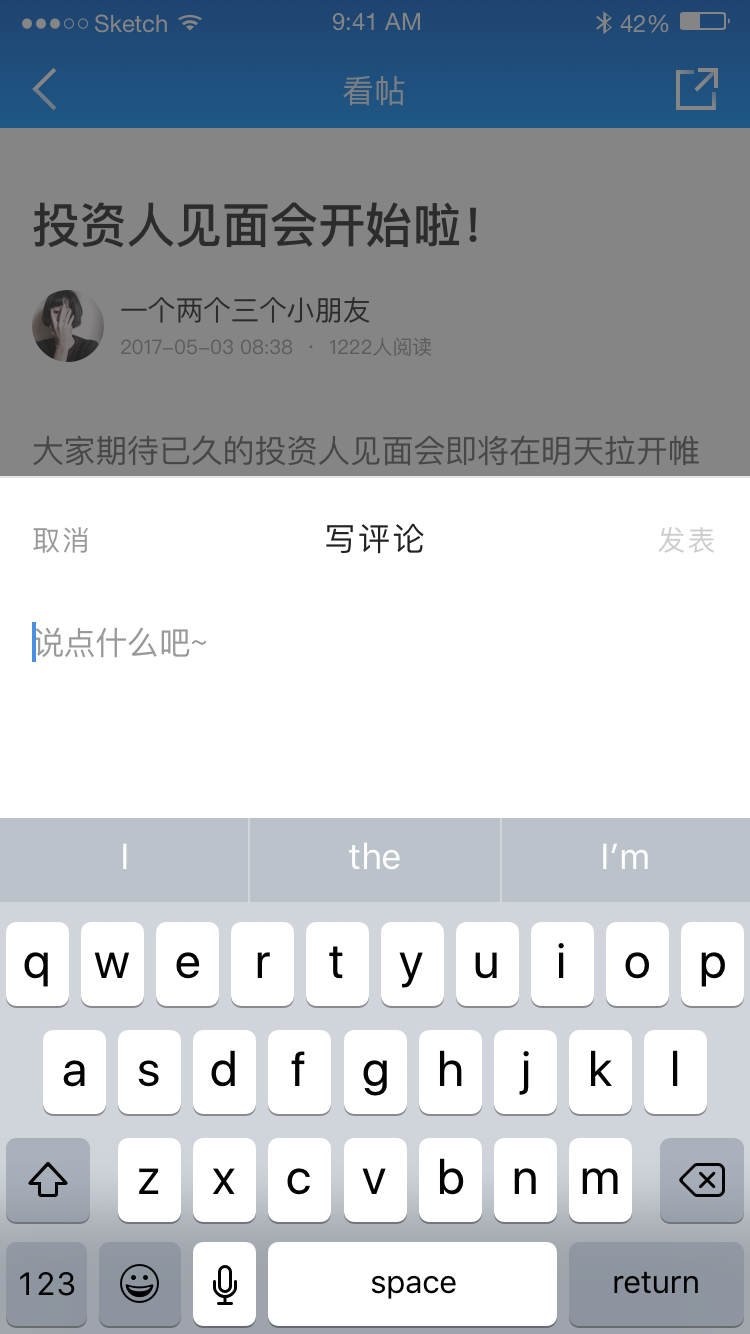 Sketch 9:41 AM 42%
看帖
投资人见面会开始啦!
一个两个三个小朋友
2017-05-03 08:38 · 1222人阅读
大家期待已久的投资人见面会即将在明天拉开帷
取消 写评论 发表
说点什么吧~
I the I'm
q w e r t y u i o p
a s d f g h j k l
z x c v b n m
123 space return